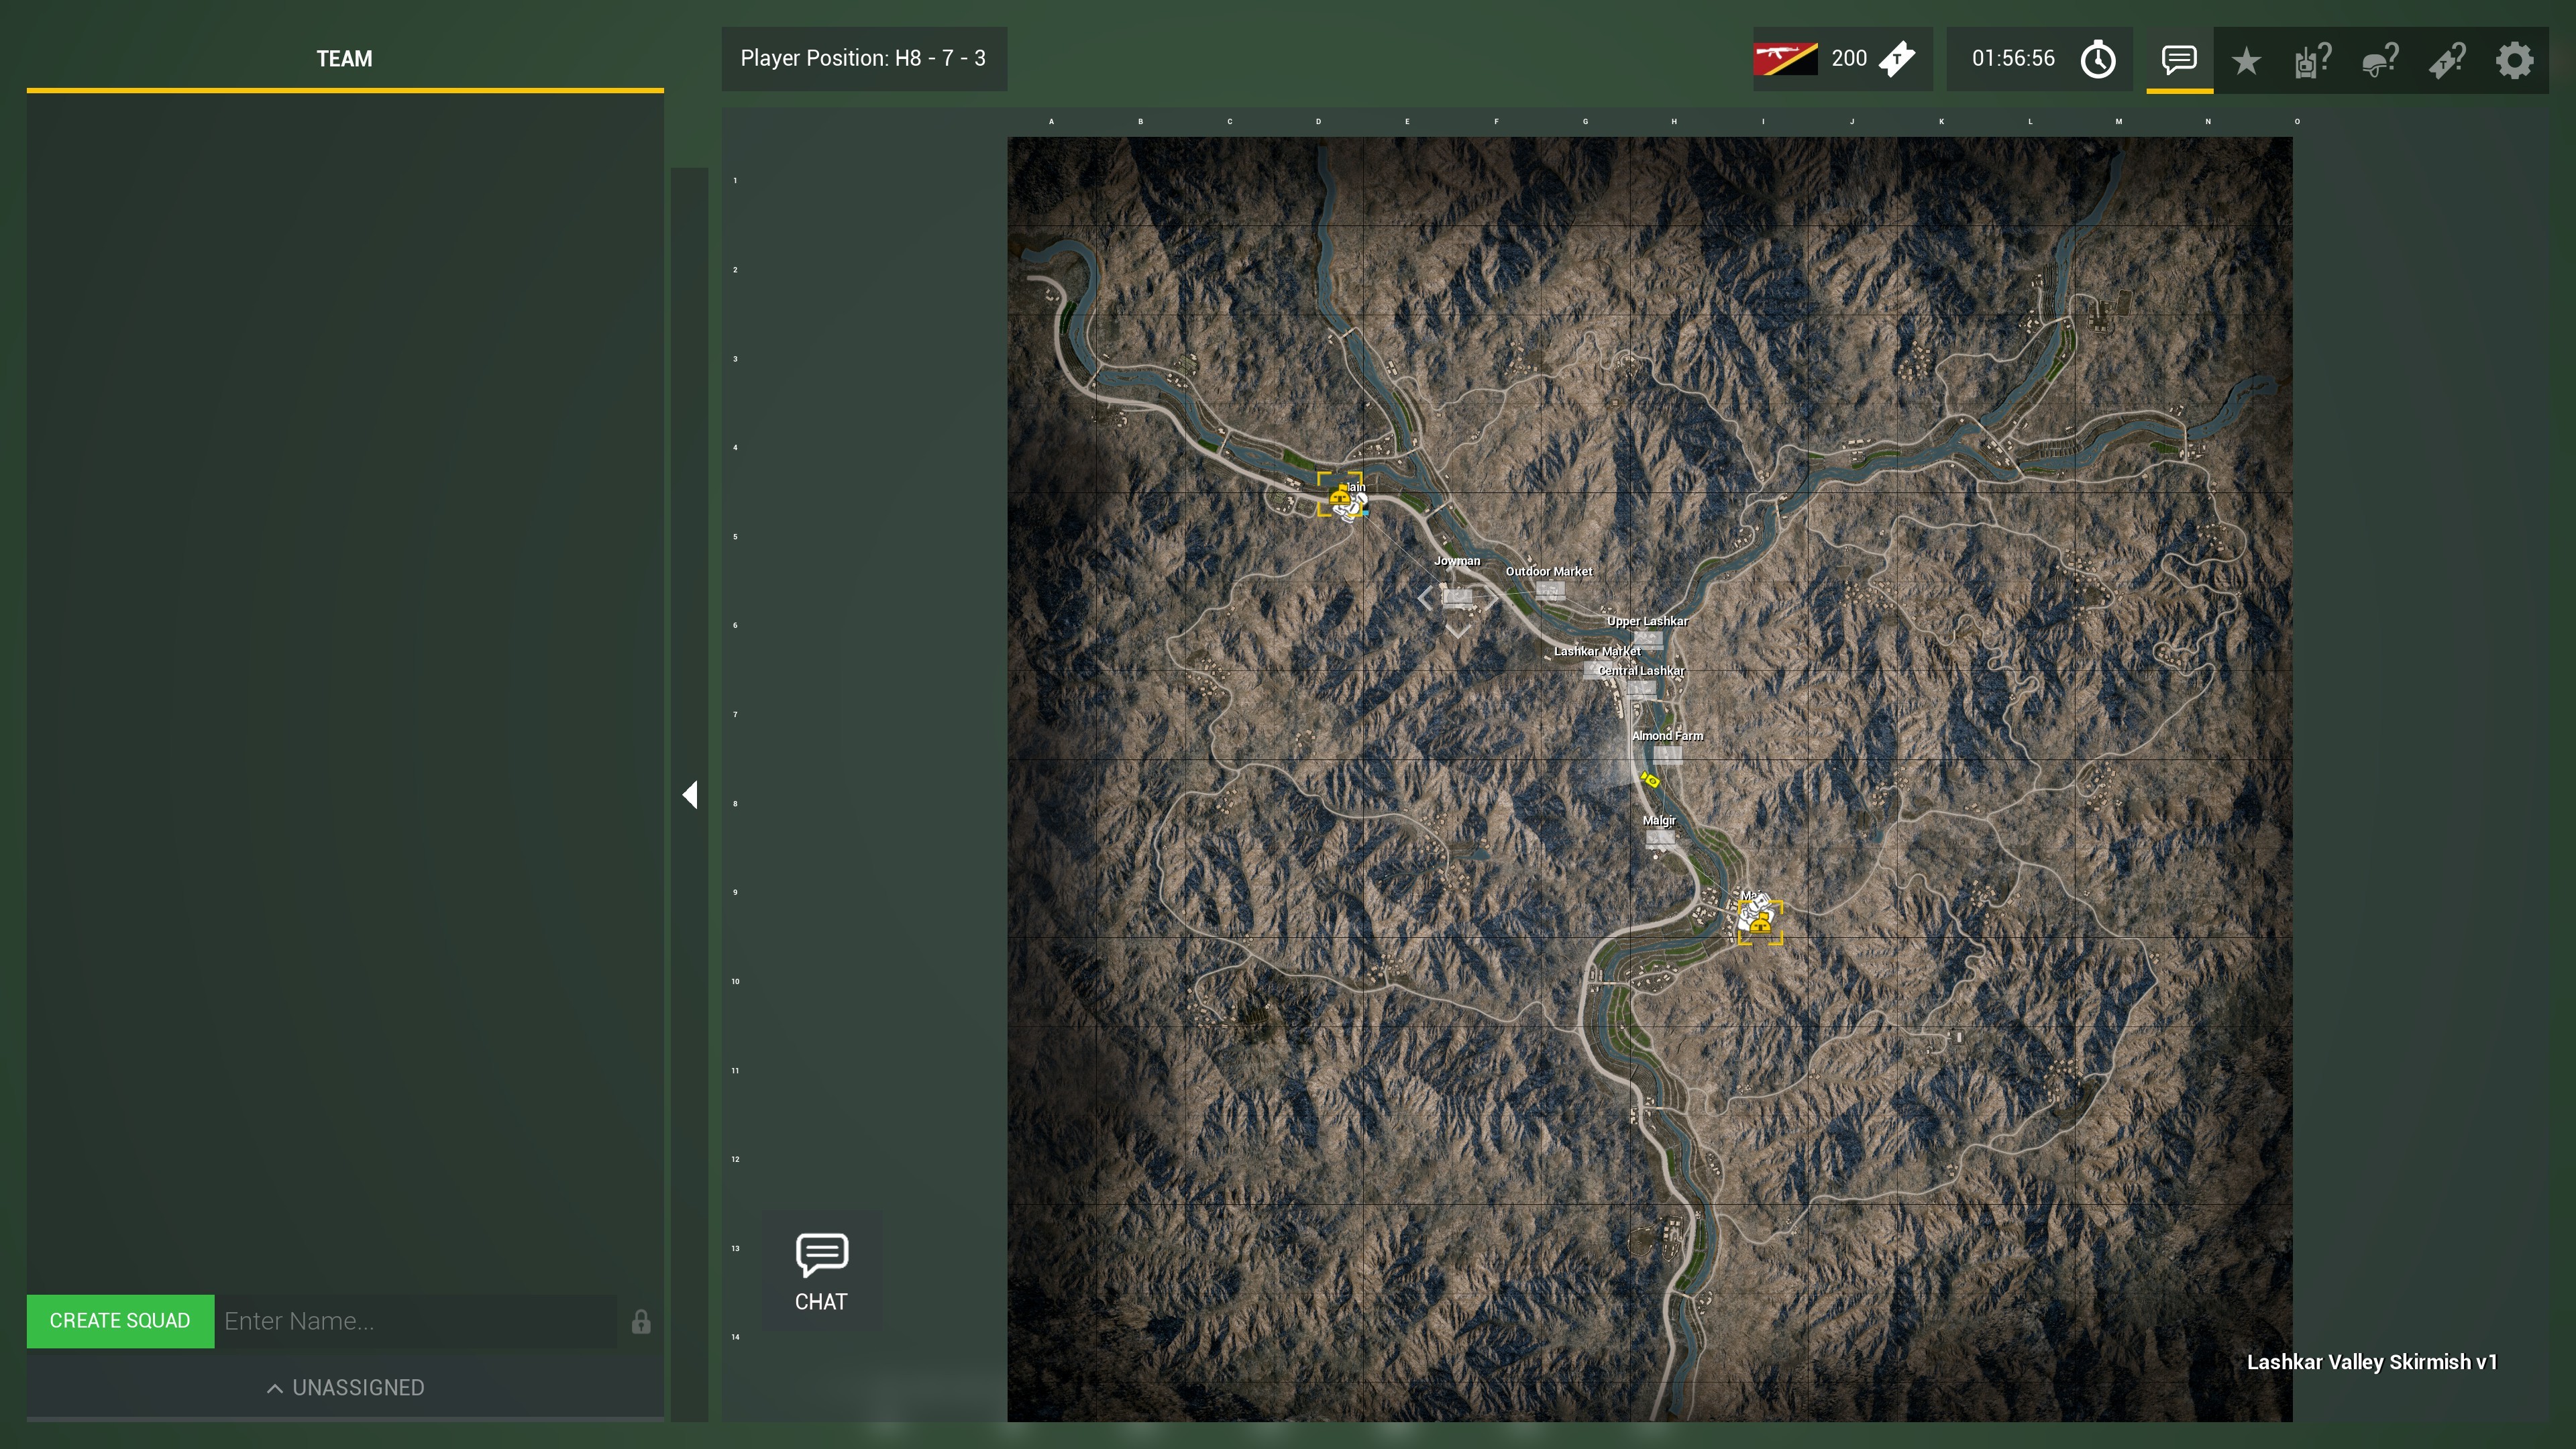 TEAM
Player Position: H8 - 7 - 3
200
01:56:56
A B C D E F G H I J K L M N O
1
2
3
4
5
6
7
8
9
10
11
12
13
14
Jowman
Outdoor Market
Upper Lashkar
Lashkar Market
Central Lashkar
Almond Farm
Malgir
CHAT
CREATE SQUAD
Enter Name...
UNASSIGNED
Lashkar Valley Skirmish v1